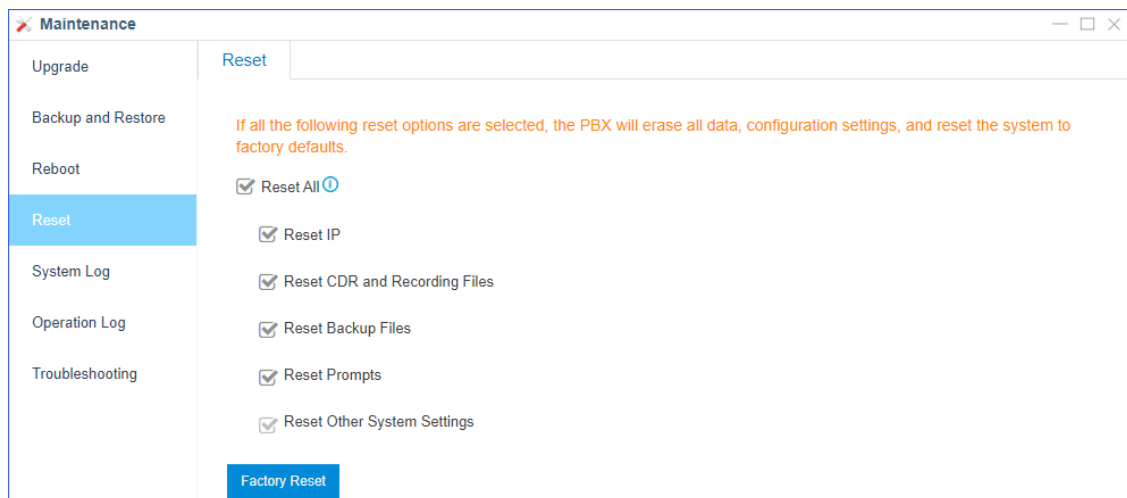 Maintenance
Upgrade
Backup and Restore
Reboot
Reset
System Log
Operation Log
Troubleshooting
Reset
If all the following reset options are selected, the PBX will erase all data, configuration settings, and reset the system to
factory defaults.
Reset All
Reset IP
Reset CDR and Recording Files
Reset Backup Files
Reset Prompts
Reset Other System Settings
Factory Reset